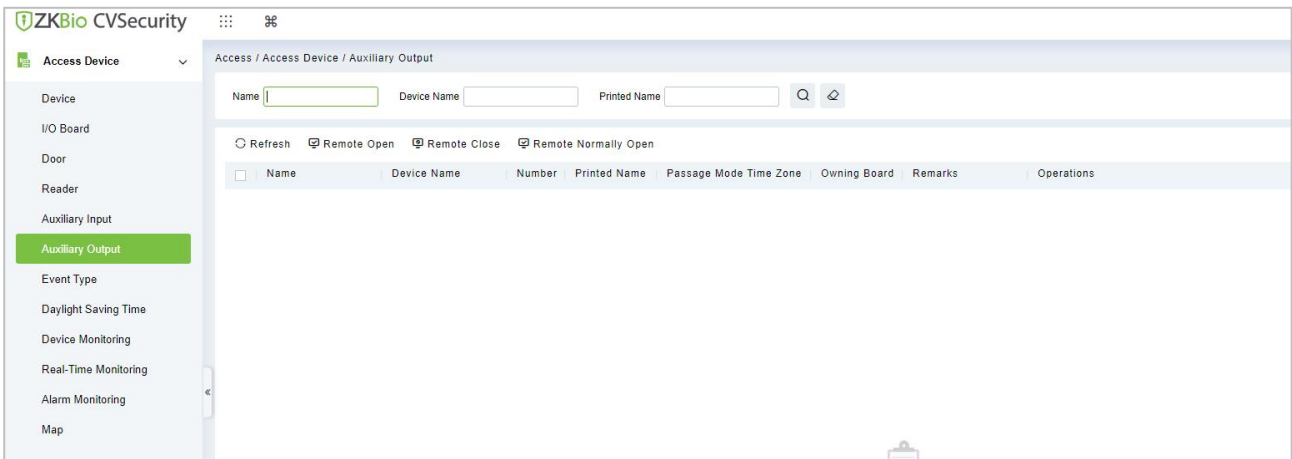 ZKBio CVSecurity
Access Device
Device
I/O Board
Door
Reader
Auxiliary Input
Auxiliary Output
Event Type
Daylight Saving Time
Device Monitoring
Real-Time Monitoring
Alarm Monitoring
Map
Access / Access Device / Auxiliary Output
Name Device Name Printed Name
Refresh Remote Open Remote Close Remote Normally Open
Name Device Name Number Printed Name Passage Mode Time Zone Owning Board Remarks Operations